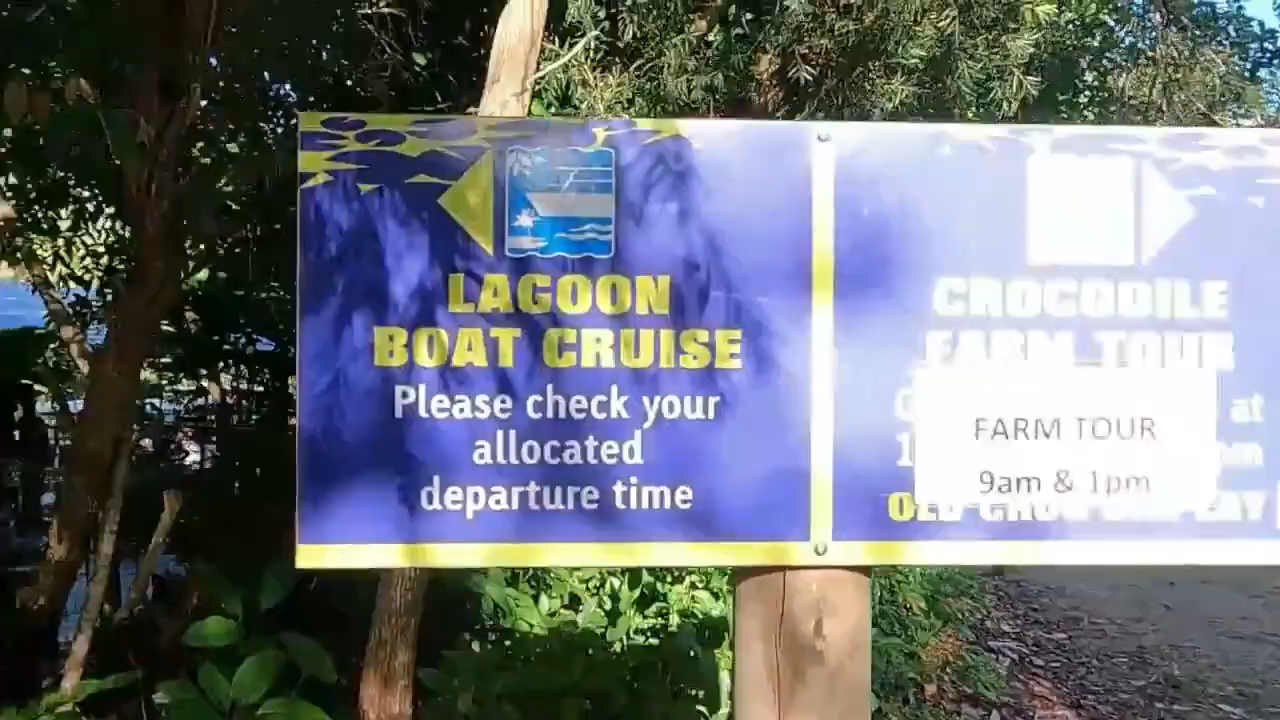 LAGOON
BOAT CRUISE
Please check your
allocated
departure time
CROCODILE
FARM TOUR
at
FARM TOUR
9am & 1pm